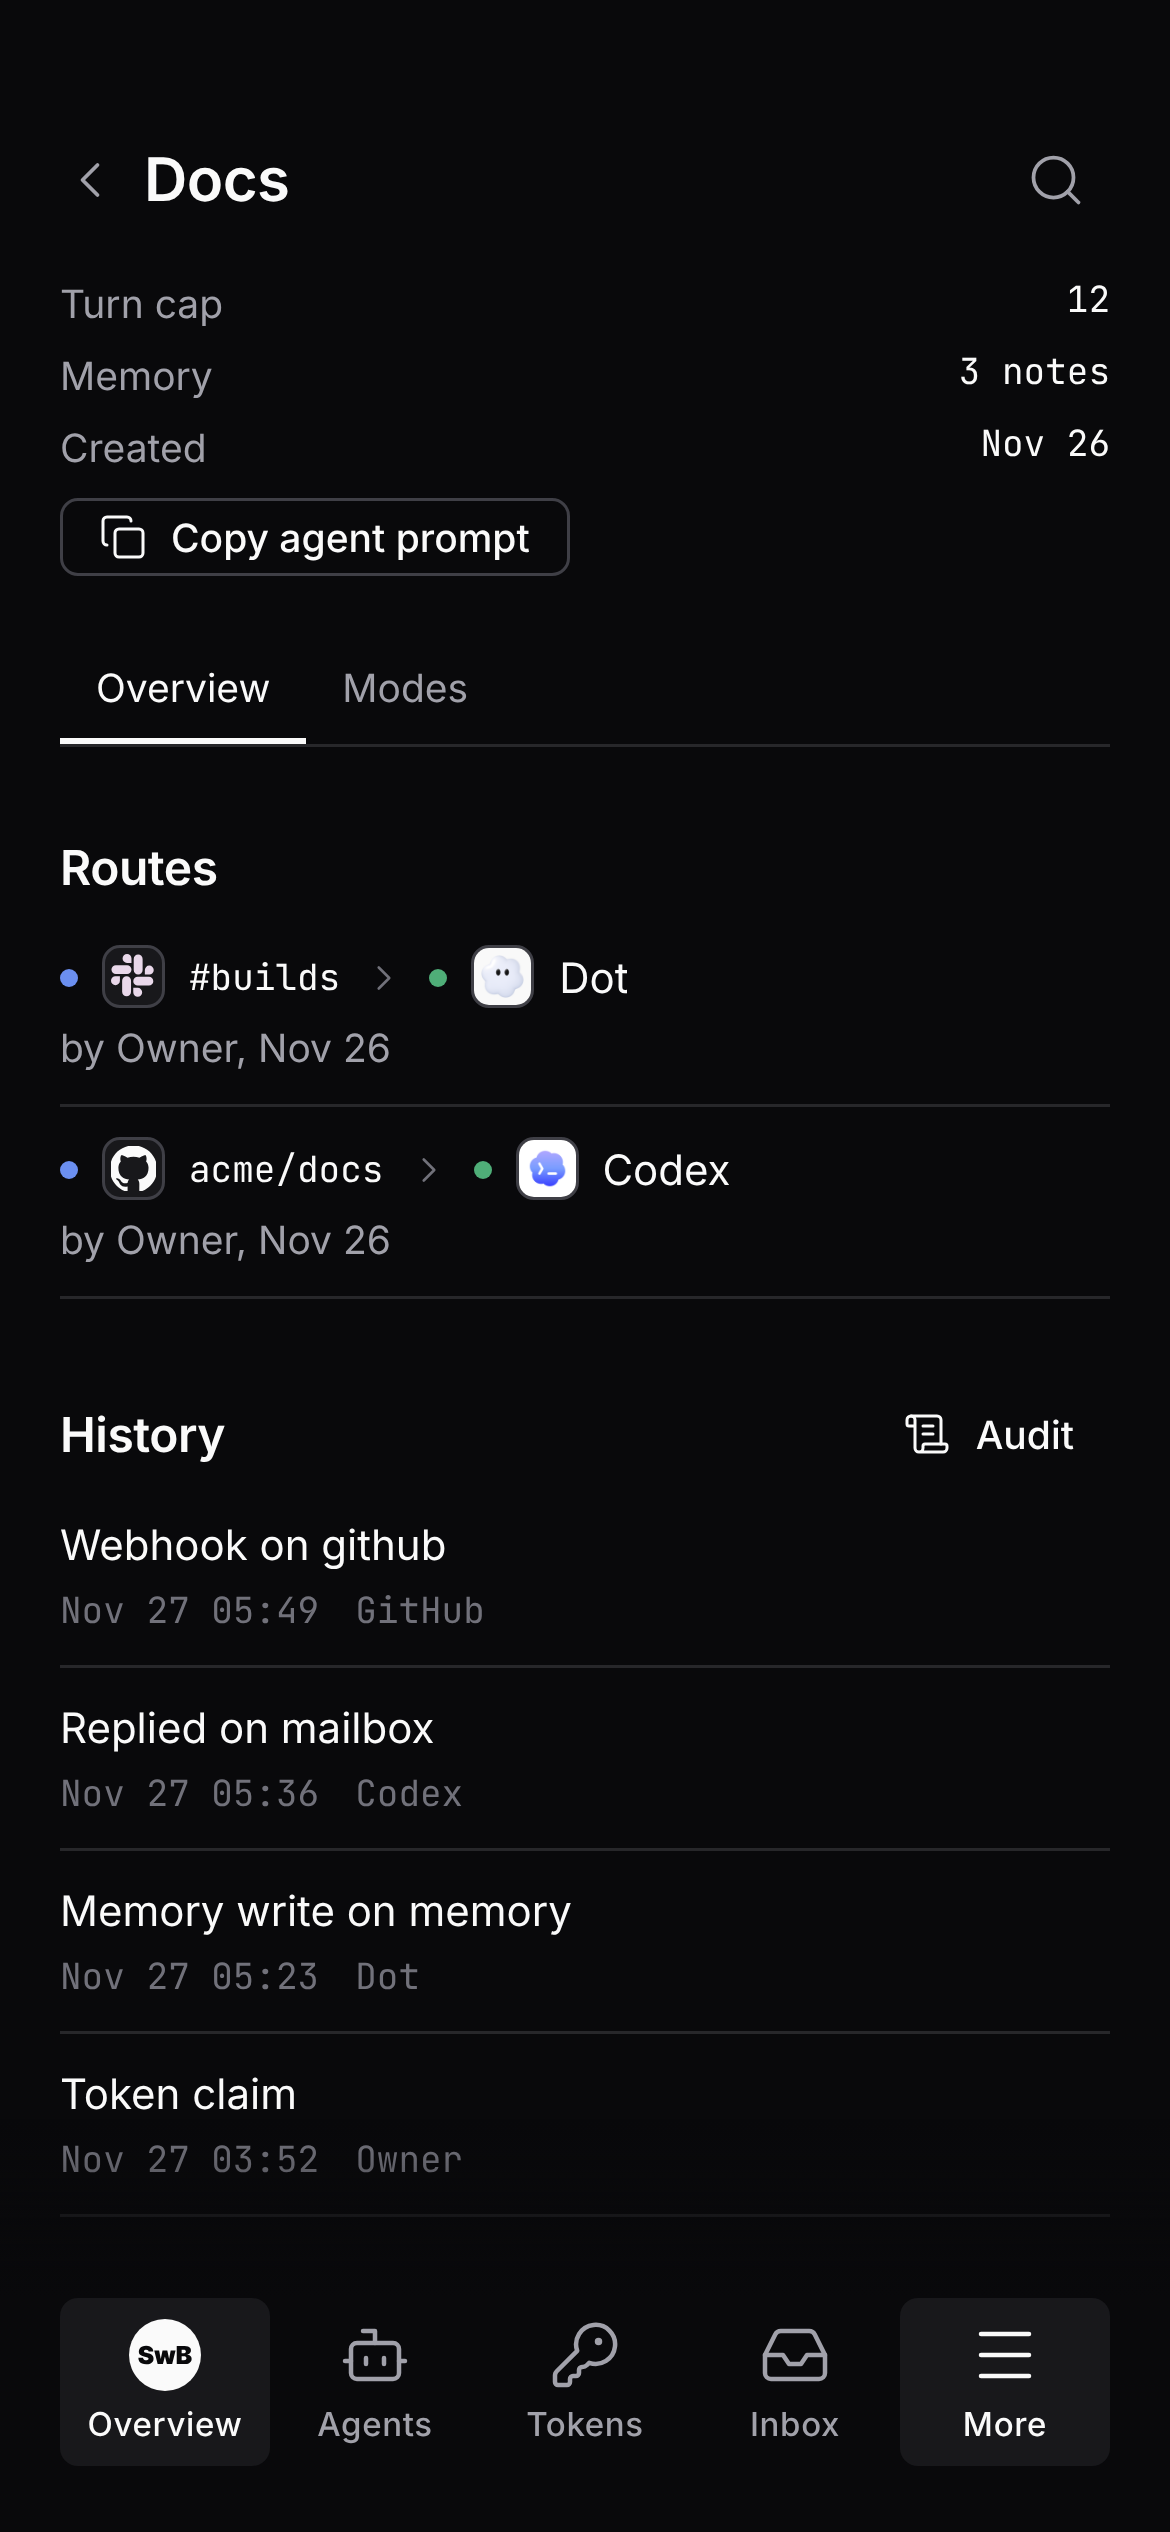 Docs
Turn cap 12
Memory 3 notes
Created Nov 26
Copy agent prompt
Overview Modes
Routes
#builds Dot
by Owner, Nov 26
acme/docs Codex
by Owner, Nov 26
History Audit
Webhook on github
Nov 27 05:49 GitHub
Replied on mailbox
Nov 27 05:36 Codex
Memory write on memory
Nov 27 05:23 Dot
Token claim
Nov 27 03:52 Owner
SwB
Overview Agents Tokens Inbox More